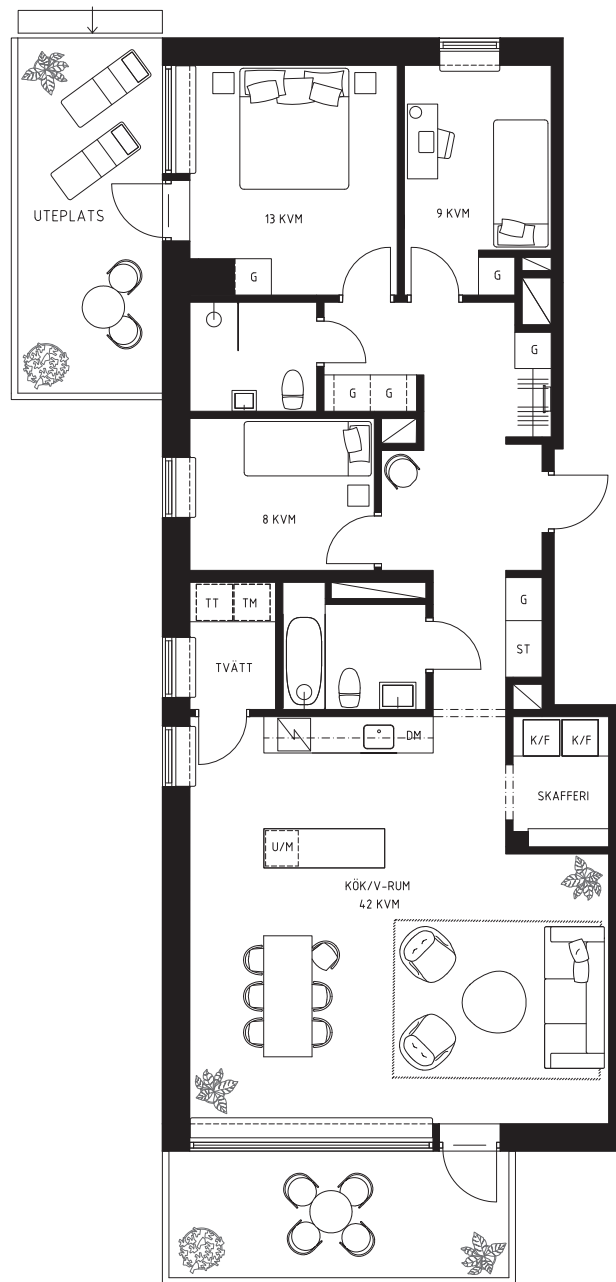 UTEPLATS
13 KVM
9 KVM
G
G
G
G
G
8 KVM
TT
TM
G
ST
TVÄTT
DM
K/F
K/F
SKAFFERI
U/M
KÖK/V-RUM
42 KVM